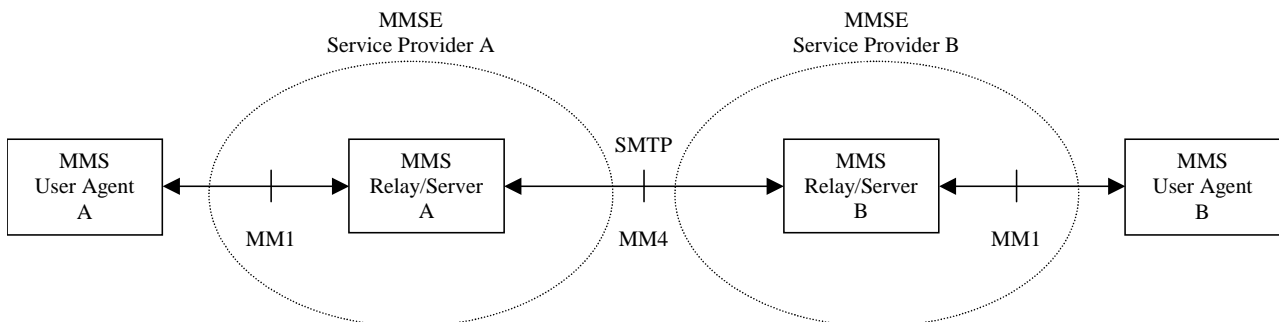 MMSE
Service Provider A
MMSE
Service Provider B
MMS
User Agent
A
MMS
Relay/Server
A
SMTP
MMS
Relay/Server
B
MMS
User Agent
B
MM1
MM4
MM1